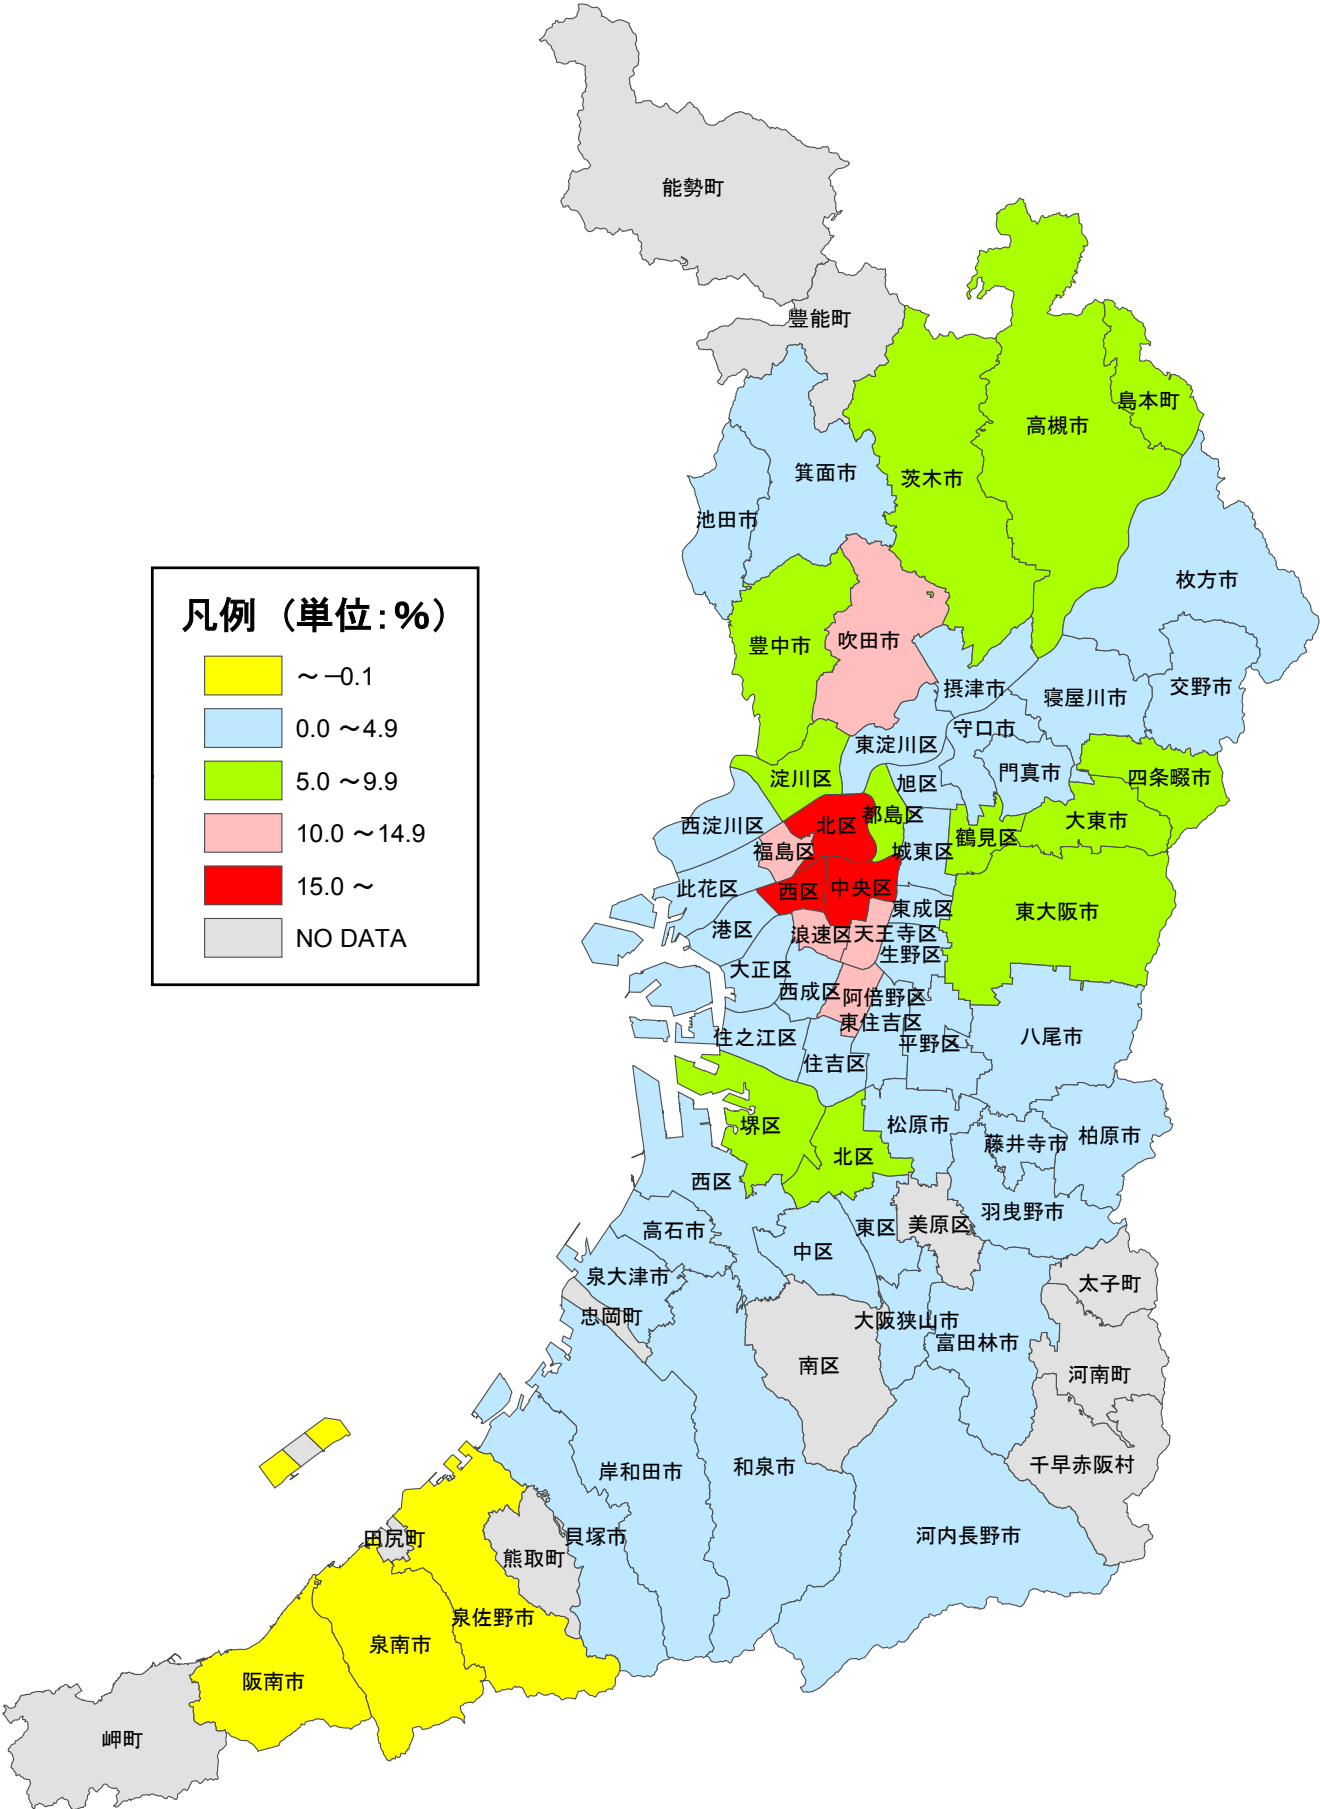 能勢町
豊能町
島本町
高槻市
箕面市
茨木市
池田市
枚方市
凡例 (単位:%)
～－0.1
0.0 ～4.9
5.0 ～9.9
10.0 ～14.9
15.0 ～
NO DATA
豊中市
吹田市
摂津市
交野市
寝屋川市
守口市
東淀川区
門真市
四条畷市
淀川区
旭区
都島区
大東市
西淀川区
北区
鶴見区
福島区
城東区
此花区
西区
中央区
東成区
東大阪市
港区
浪速区
天王寺区
生野区
大正区
西成区
阿倍野区
東住吉区
住之江区
平野区
八尾市
住吉区
堺区
松原市
柏原市
藤井寺市
北区
西区
羽曳野市
高石市
東区
美原区
中区
泉大津市
太子町
忠岡町
大阪狭山市
富田林市
南区
河南町
千早赤阪村
岸和田市
和泉市
田尻町
貝塚市
河内長野市
熊取町
泉佐野市
泉南市
阪南市
岬町